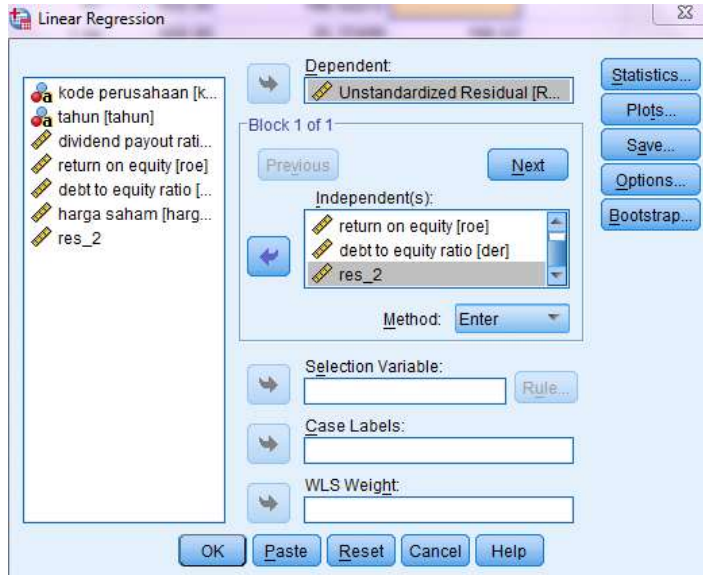 Linear Regression
kode perusahaan [k...
tahun [tahun]
dividend payout rati...
return on equity [roe]
debt to equity ratio [...
harga saham [harg...
res_2
Dependent:
Unstandardized Residual [R...
Block 1 of 1
Previous
Next
Independent(s):
return on equity [roe]
debt to equity ratio [der]
res_2
Method: Enter
Selection Variable:
Rule...
Case Labels:
WLS Weight:
Statistics...
Plots...
Save...
Options...
Bootstrap...
OK Paste Reset Cancel Help